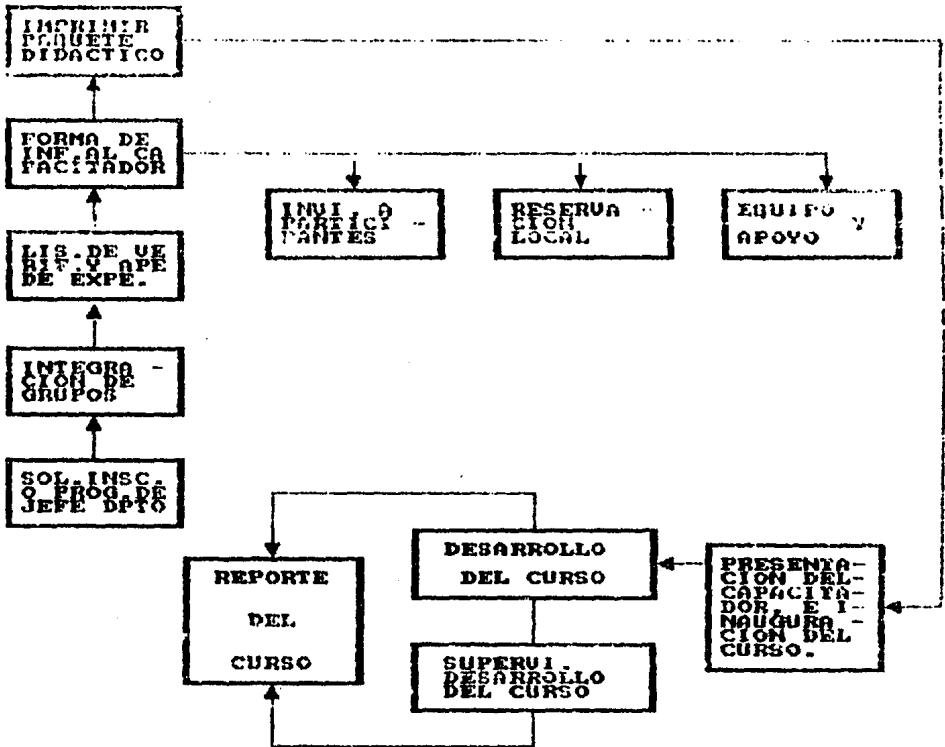 IMPRIMIR
PAQUETE
DIDACTICO
FORMA DE
INF.AL CA
PACITADOR
INVI. A
PARTICI -
PANTES
RESERVA -
CION
LOCAL
EQUIPO Y
APOYO
LIS.DE VE
RIF.Y APE
DE EXPE.
INTEGRA -
CION DE
GRUPOS
SOL.INSC.
O PROG.DE
JEFE DPTO
REPORTE
DEL
CURSO
DESARROLLO
DEL CURSO
SUPERVI.
DESARROLLO
DEL CURSO
PRESENTA-
CION DEL-
CAPACITA-
DOR, E I-
NAUGURA -
CION DEL
CURSO.